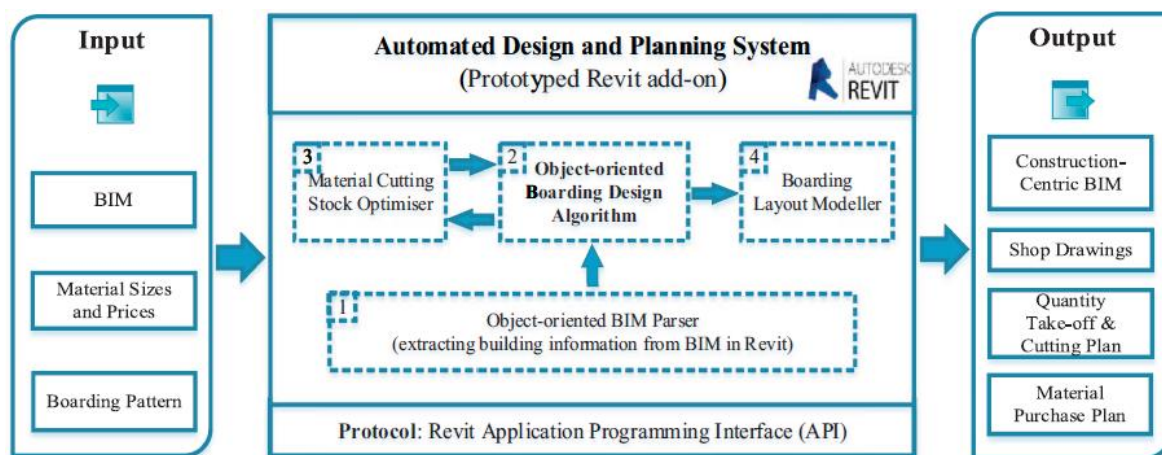 Input
BIM
Material Sizes
and Prices
Boarding Pattern
Automated Design and Planning System
(Prototyped Revit add-on)
AUTODESK
REVIT
3
Material Cutting
Stock Optimiser
2
Object-oriented
Boarding Design
Algorithm
4
Boarding
Layout Modeller
1
Object-oriented BIM Parser
(extracting building information from BIM in Revit)
Protocol: Revit Application Programming Interface (API)
Output
Construction-
Centric BIM
Shop Drawings
Quantity
Take-off &
Cutting Plan
Material
Purchase Plan